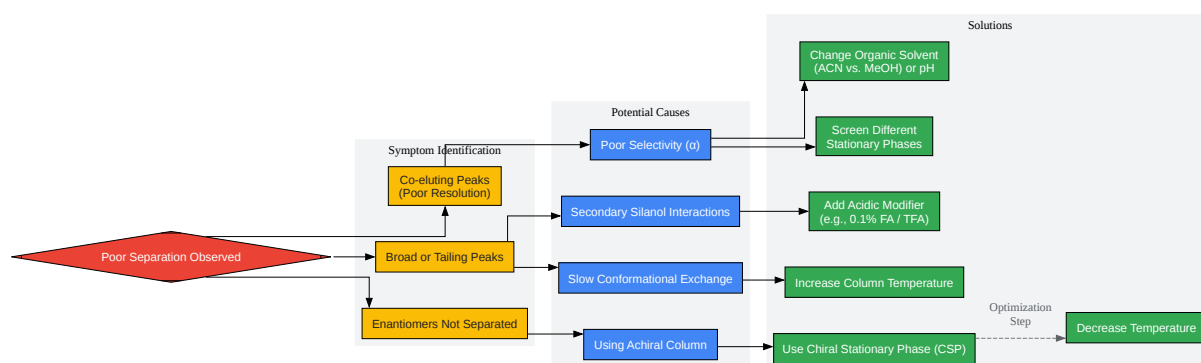 Solutions
Change Organic Solvent
(ACN vs. MeOH) or pH
Potential Causes
Screen Different
Stationary Phases
Poor Selectivity (α)
Symptom Identification
Co-eluting Peaks
(Poor Resolution)
Secondary Silanol Interactions
Add Acidic Modifier
(e.g., 0.1% FA / TFA)
Poor Separation Observed
Broad or Tailing Peaks
Slow Conformational Exchange
Increase Column Temperature
Enantiomers Not Separated
Using Achiral Column
Use Chiral Stationary Phase (CSP)
Optimization
Step
Decrease Temperature